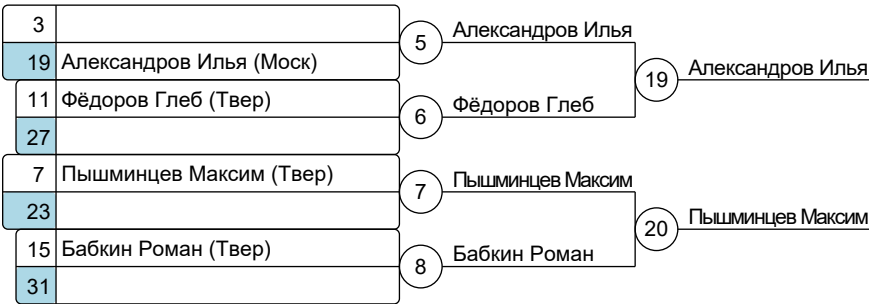 3
5 Александров Илья
19 Александров Илья (Моск)
19 Александров Илья
11 Фёдоров Глеб (Твер)
6 Фёдоров Глеб
27
7 Пышминцев Максим (Твер)
7 Пышминцев Максим
23
20 Пышминцев Максим
15 Бабкин Роман (Твер)
8 Бабкин Роман
31